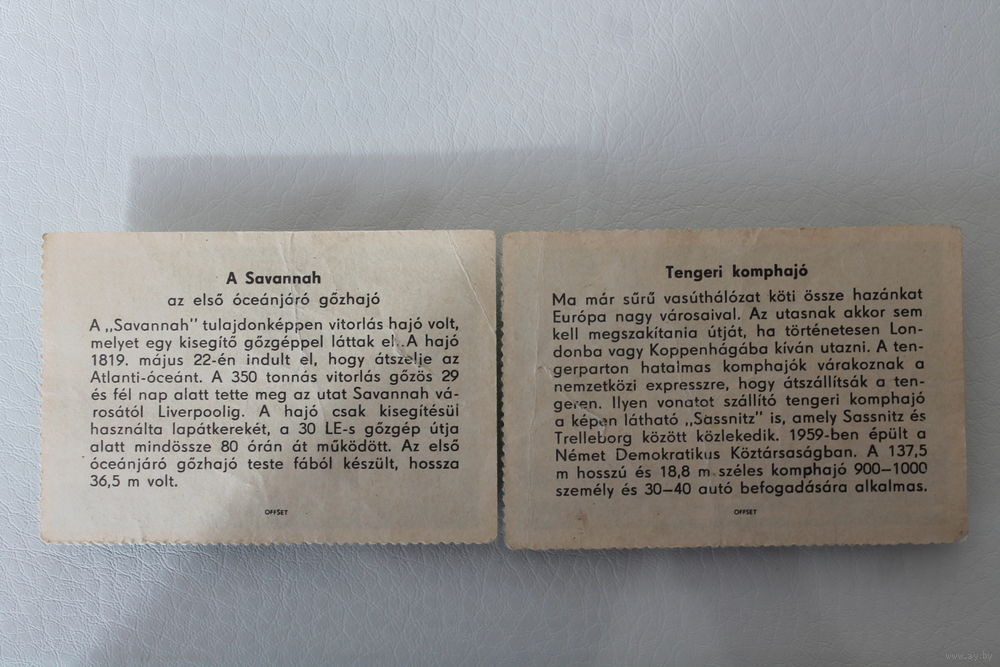 A Savannah
az első óceánjáró gőzhajó
A „Savannah" tulajdonképpen vitorlás hajó volt,
melyet egy kisegítő gőzgéppel láttak el. A hajó
1819. május 22-én indult el, hogy átszelje az
Atlanti-óceánt. A 350 tonnás vitorlás gőzös 29
és fél nap alatt tette meg az utat Savannah vá-
rosától Liverpoolig. A hajó csak kisegítésül
használta lapátkerekét, a 30 LE-s gőzgép útja
alatt mindössze 80 órán át működött. Az első
óceánjáró gőzhajó teste fából készült, hossza
36,5 m volt.
OFFSET
Tengeri komphajó
Ma már sűrű vasúthálózat köti össze hazánkat
Európa nagy városaival. Az utasnak akkor sem
kell megszakítania útját, ha történetesen Lon-
donba vagy Koppenhágába kíván utazni. A ten-
gerparton hatalmas komphajók várakoznak a
nemzetközi expresszre, hogy átszállítsák a ten-
geren. Ilyen vonatot szállító tengeri komphajó
a képen látható „Sassnitz" is, amely Sassnitz és
Trelleborg között közlekedik. 1959-ben épült a
Német Demokratikus Köztársaságban. A 137,5
m hosszú és 18,8 m széles komphajó 900—1000
személy és 30—40 autó befogadására alkalmas.
OFFSET
www.ay.by